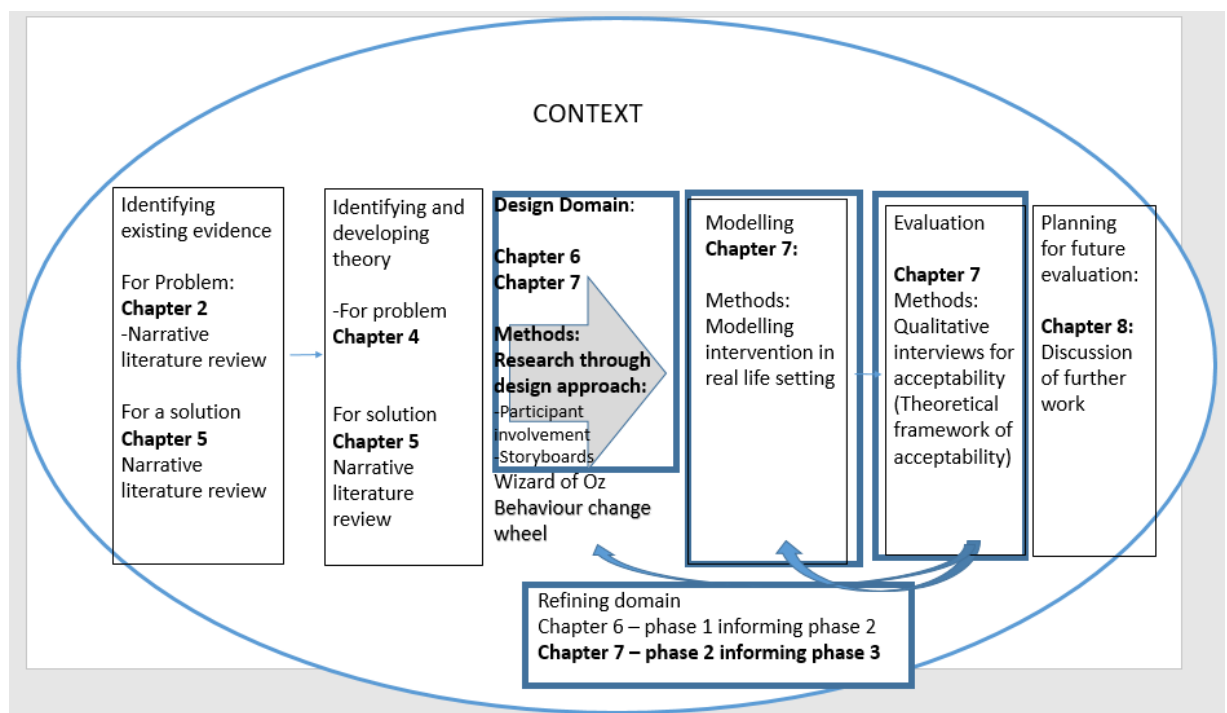 CONTEXT
Identifying
existing evidence
For Problem:
Chapter 2
-Narrative
literature review
For a solution
Chapter 5
Narrative
literature review
Identifying and
developing
theory
-For problem
Chapter 4
For solution
Chapter 5
Narrative
literature
review
Design Domain:
Chapter 6
Chapter 7
Methods:
Research through
design approach:
-Participant
involvement
-Storyboards
Wizard of Oz
Behaviour change
wheel
Modelling
Chapter 7:
Methods:
Modelling
intervention in
real life setting
Evaluation
Chapter 7
Methods:
Qualitative
interviews for
acceptability
(Theoretical
framework of
acceptability)
Planning
for future
evaluation:
Chapter 8:
Discussion
of further
work
Refining domain
Chapter 6 – phase 1 informing phase 2
Chapter 7 – phase 2 informing phase 3